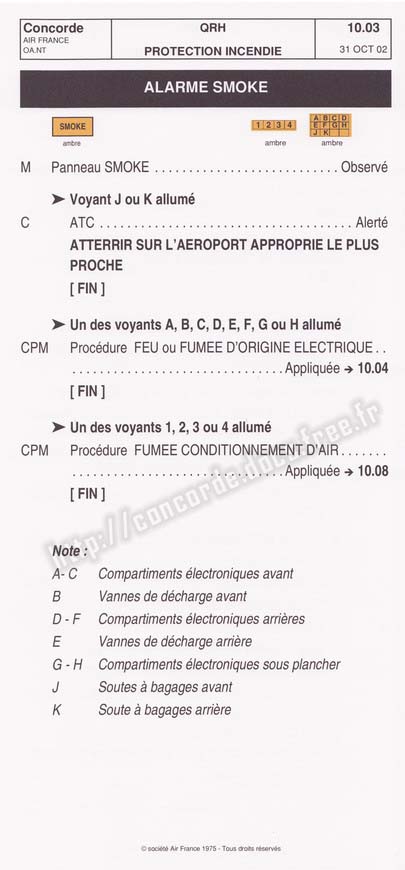 Concorde
AIR FRANCE
OA.NT
QRH
PROTECTION INCENDIE
10.03
31 OCT 02
ALARME SMOKE
SMOKE
ambre
1 2 3 4
ambre
A B C D
E F G H
J K
ambre
M Panneau SMOKE . . . . . . . . . . . . . . . . . . . . . . . . . . . Observé
➤ Voyant J ou K allumé
C ATC . . . . . . . . . . . . . . . . . . . . . . . . . . . . . . . . . . . . . Alerté
ATTERRIR SUR L'AEROPORT APPROPRIE LE PLUS
PROCHE
[ FIN ]
➤ Un des voyants A, B, C, D, E, F, G ou H allumé
CPM Procédure FEU ou FUMEE D'ORIGINE ELECTRIQUE . .
. . . . . . . . . . . . . . . . . . . . . . . . . . . . . . . Appliquée ➔ 10.04
[ FIN ]
➤ Un des voyants 1, 2, 3 ou 4 allumé
CPM Procédure FUMEE CONDITIONNEMENT D'AIR . . . . . . .
. . . . . . . . . . . . . . . . . . . . . . . . . . . . . . . Appliquée ➔ 10.08
[ FIN ]
http://concorde.docs.free.fr
Note :
A- C Compartiments électroniques avant
B Vannes de décharge avant
D - F Compartiments électroniques arrières
E Vannes de décharge arrière
G - H Compartiments électroniques sous plancher
J Soutes à bagages avant
K Soute à bagages arrière
© société Air France 1975 - Tous droits réservés